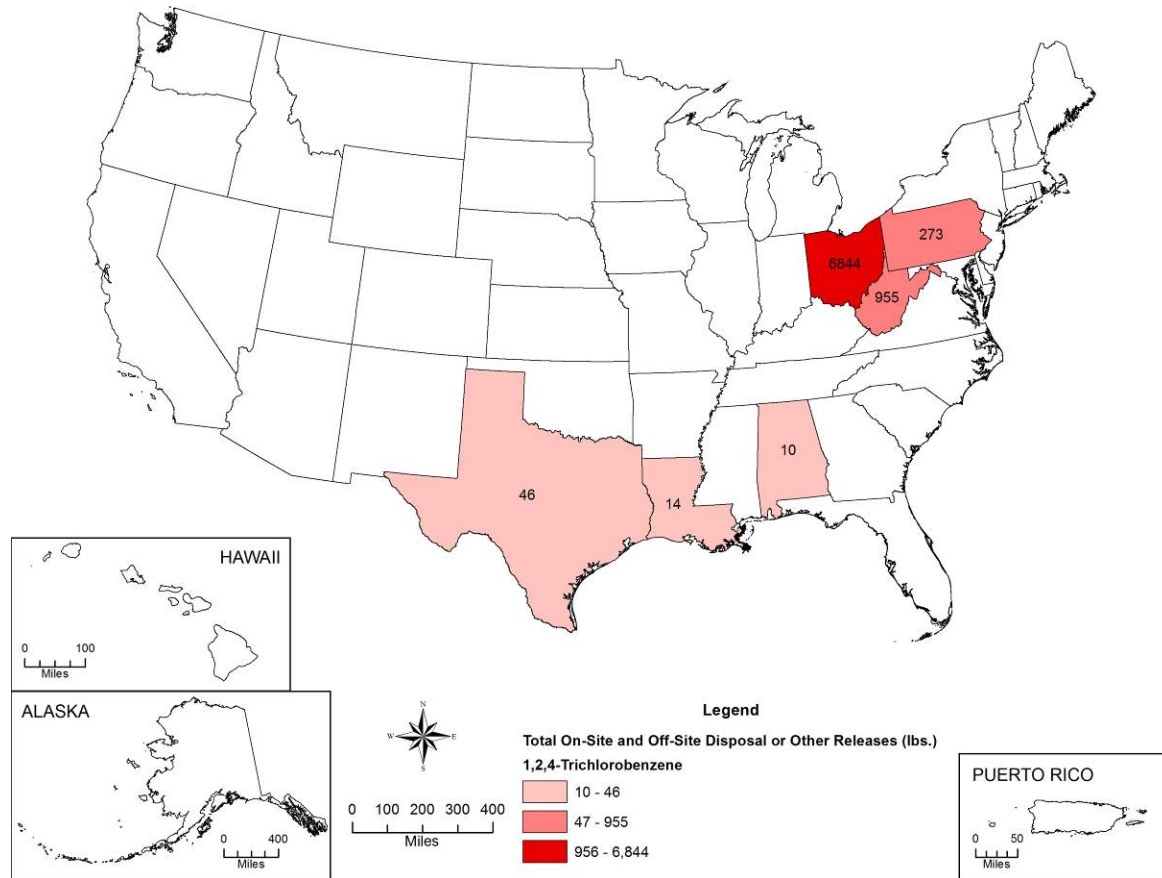 273
6844
955
10
46
14
HAWAII
0 100
Miles
ALASKA
0 400
Miles
N
W E
S
0 100 200 300 400
Miles
Legend
Total On-Site and Off-Site Disposal or Other Releases (lbs.)
1,2,4-Trichlorobenzene
10 - 46
47 - 955
956 - 6,844
PUERTO RICO
0 50
Miles